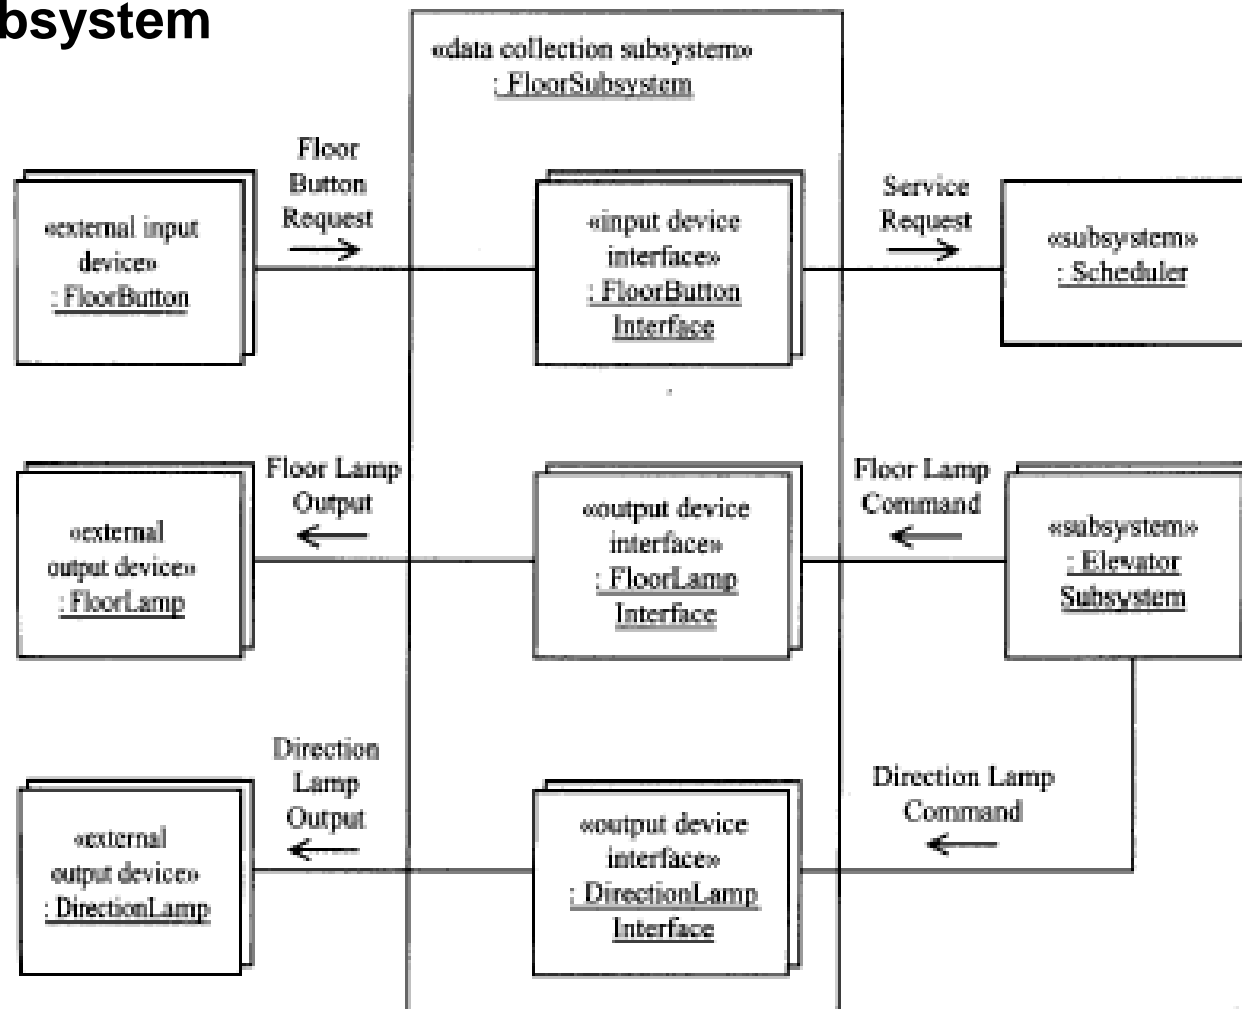 bsystem
«data collection subsystem»
: FloorSubsystem
Floor
Button
Request
Service
Request
«external input
device»
: FloorButton
«input device
interface»
: FloorButton
Interface
«subsystem»
: Scheduler
Floor Lamp
Output
Floor Lamp
Command
«external
output device»
: FloorLamp
«output device
interface»
: FloorLamp
Interface
«subsystem»
: Elevator
Subsystem
Direction
Lamp
Output
Direction Lamp
Command
«external
output device»
: DirectionLamp
«output device
interface»
: DirectionLamp
Interface